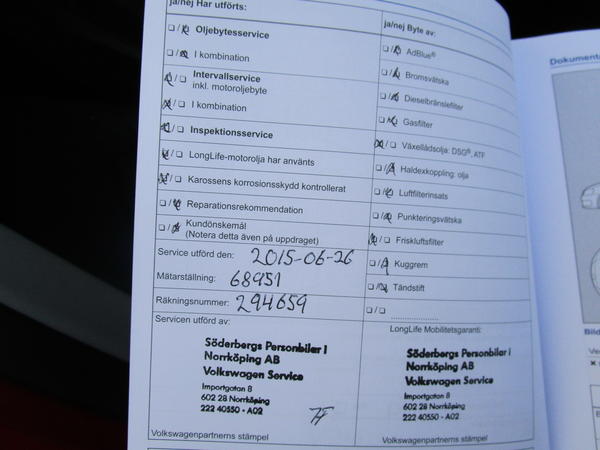 ja/nej Har utförts:
Oljebytesservice
I kombination
Intervallservice
inkl. motoroljebyte
I kombination
Inspektionsservice
LongLife-motorolja har använts
Karossens korrosionsskydd kontrollerat
Reparationsrekommendation
Kundönskemål
(Notera detta även på uppdraget)
Service utförd den: 2015-06-26
Mätarställning: 68951
Räkningsnummer: 294659
Servicen utförd av:
Söderbergs Personbilar i
Norrköping AB
Volkswagen Service
Importgatan 8
602 28 Norrköping
222 40550 - A02
Volkswagenpartnerns stämpel
ja/nej Byte av:
AdBlue®
Bromsvätska
Dieselbränslefilter
Gasfilter
Växellådsolja: DSG®, ATF
Haldexkoppling: olja
Luftfilterinsats
Punkteringsvätska
Friskluftsfilter
Kuggrem
Tändstift
LongLife Mobilitetsgaranti:
Söderbergs Personbilar i
Norrköping AB
Volkswagen Service
Importgatan 8
602 28 Norrköping
222 40550 - A02
Volkswagenpartnerns stämpel
Bild